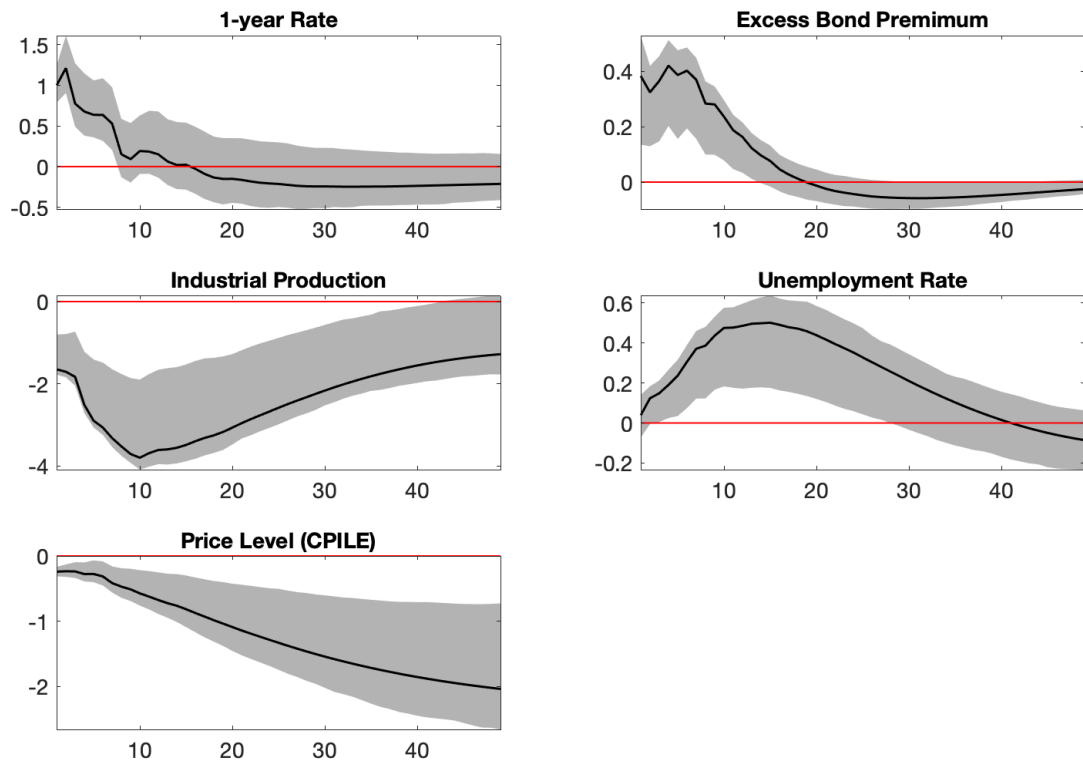 1-year Rate
1.5
1
0.5
0
-0.5
10 20 30 40
Excess Bond Premimum
0.4
0.2
0
10 20 30 40
Industrial Production
0
-2
-4
10 20 30 40
Unemployment Rate
0.6
0.4
0.2
0
-0.2
10 20 30 40
Price Level (CPILE)
0
-1
-2
10 20 30 40